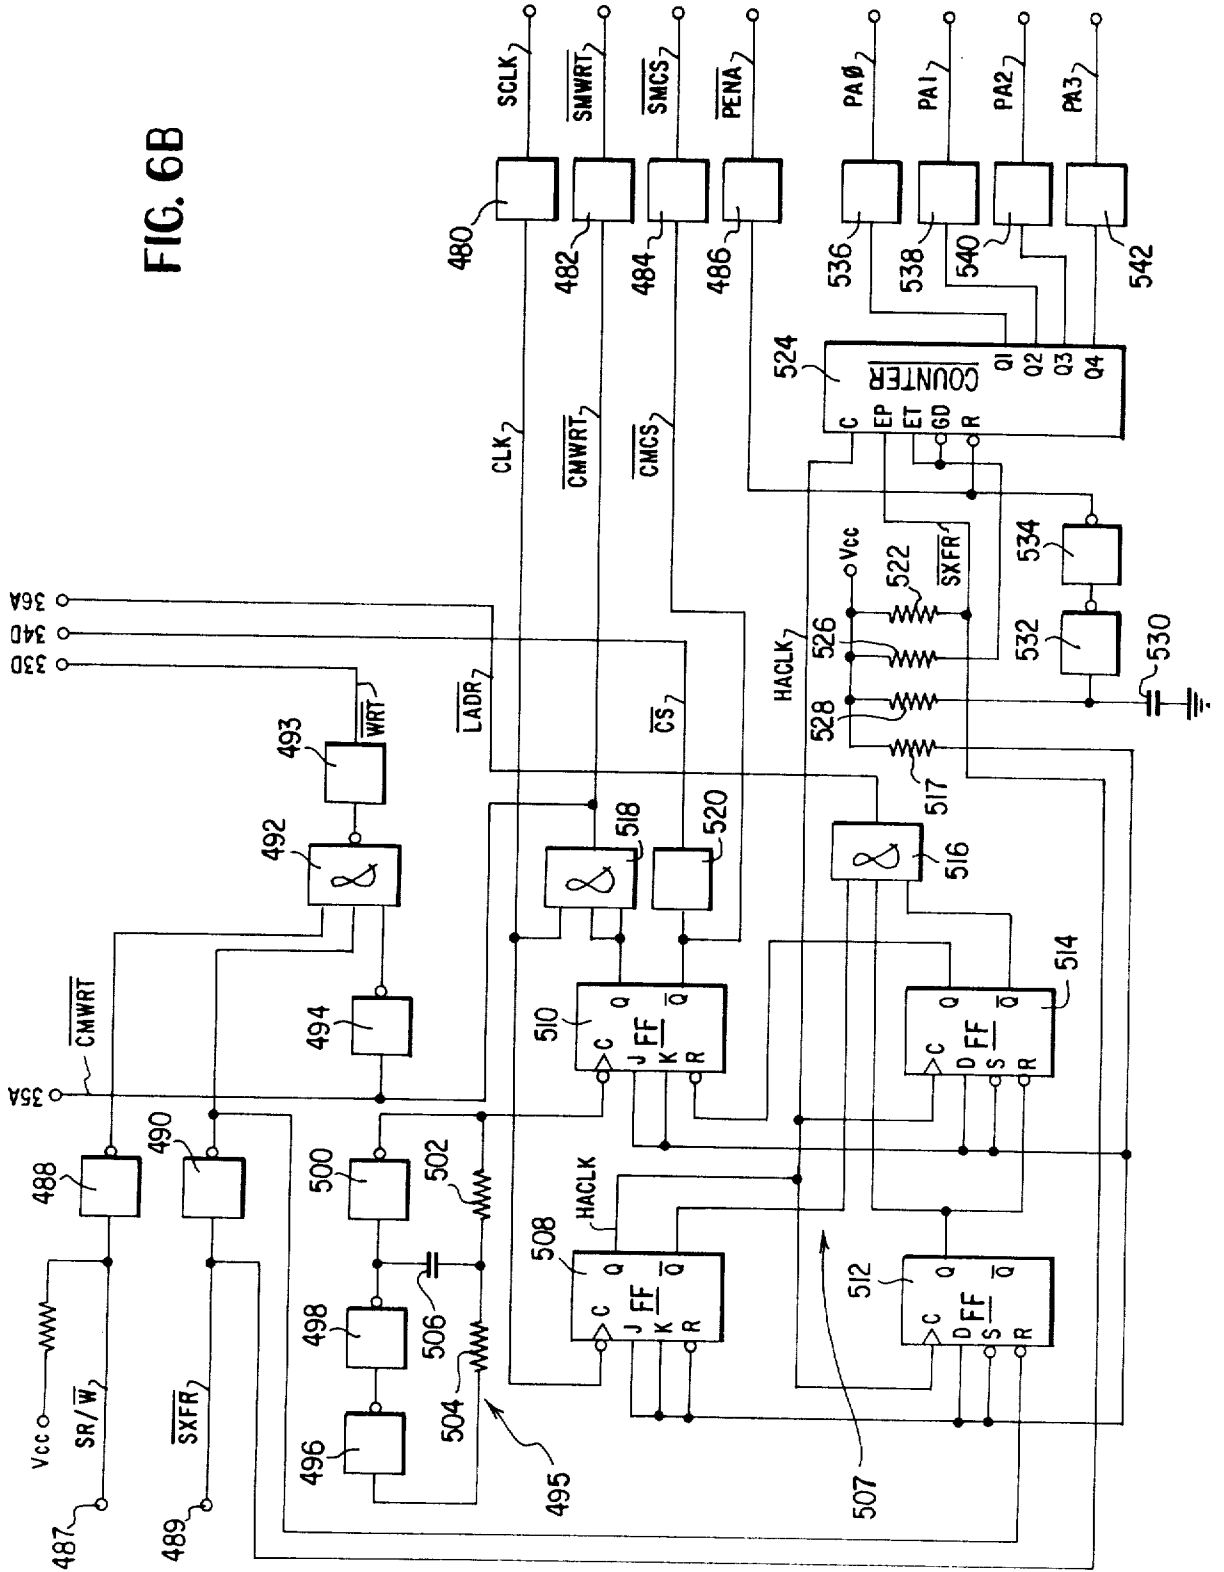 FIG. 6B
36A
34D
33D
35A
SCLK
SMWRT
SMCS
PENA
PAØ
PA1
PA2
PA3
480
482
484
486
536
538
540
542
CLK
CMWRT
CMCS
524
COUNTER
C
EP
ET
GD
R
Q1
Q2
Q3
Q4
WRT
493
492
&
LADR
CS
HACLK
Vcc
SXFR
522
526
528
517
534
532
530
CMWRT
494
518
&
520
516
&
510
C
J
K
R
FF
Q
Q
514
C
D
S
R
FF
Q
Q
488
490
500
502
498
506
504
496
495
HACLK
508
C
J
K
R
FF
Q
Q
512
C
D
S
R
FF
Q
Q
507
Vcc
SR/W
SXFR
487
489